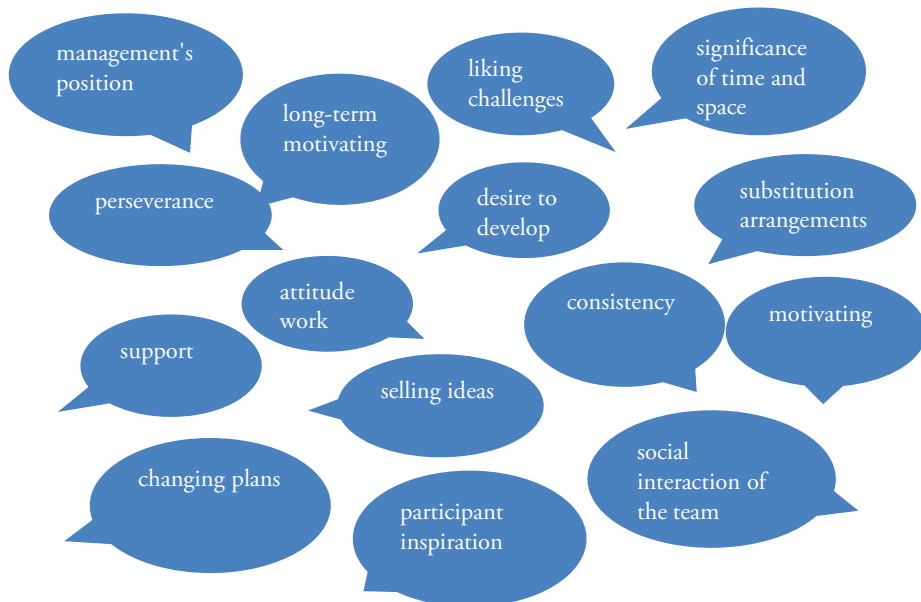 management's
position
long-term
motivating
liking
challenges
significance
of time and
space
perseverance
desire to
develop
substitution
arrangements
attitude
work
consistency
motivating
support
selling ideas
changing plans
participant
inspiration
social
interaction of
the team